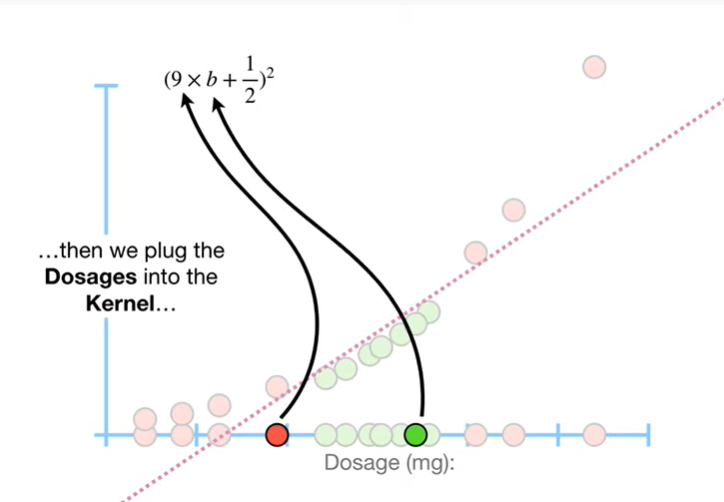 (9 × b + 1/2)²
…then we plug the
Dosages into the
Kernel…
Dosage (mg):